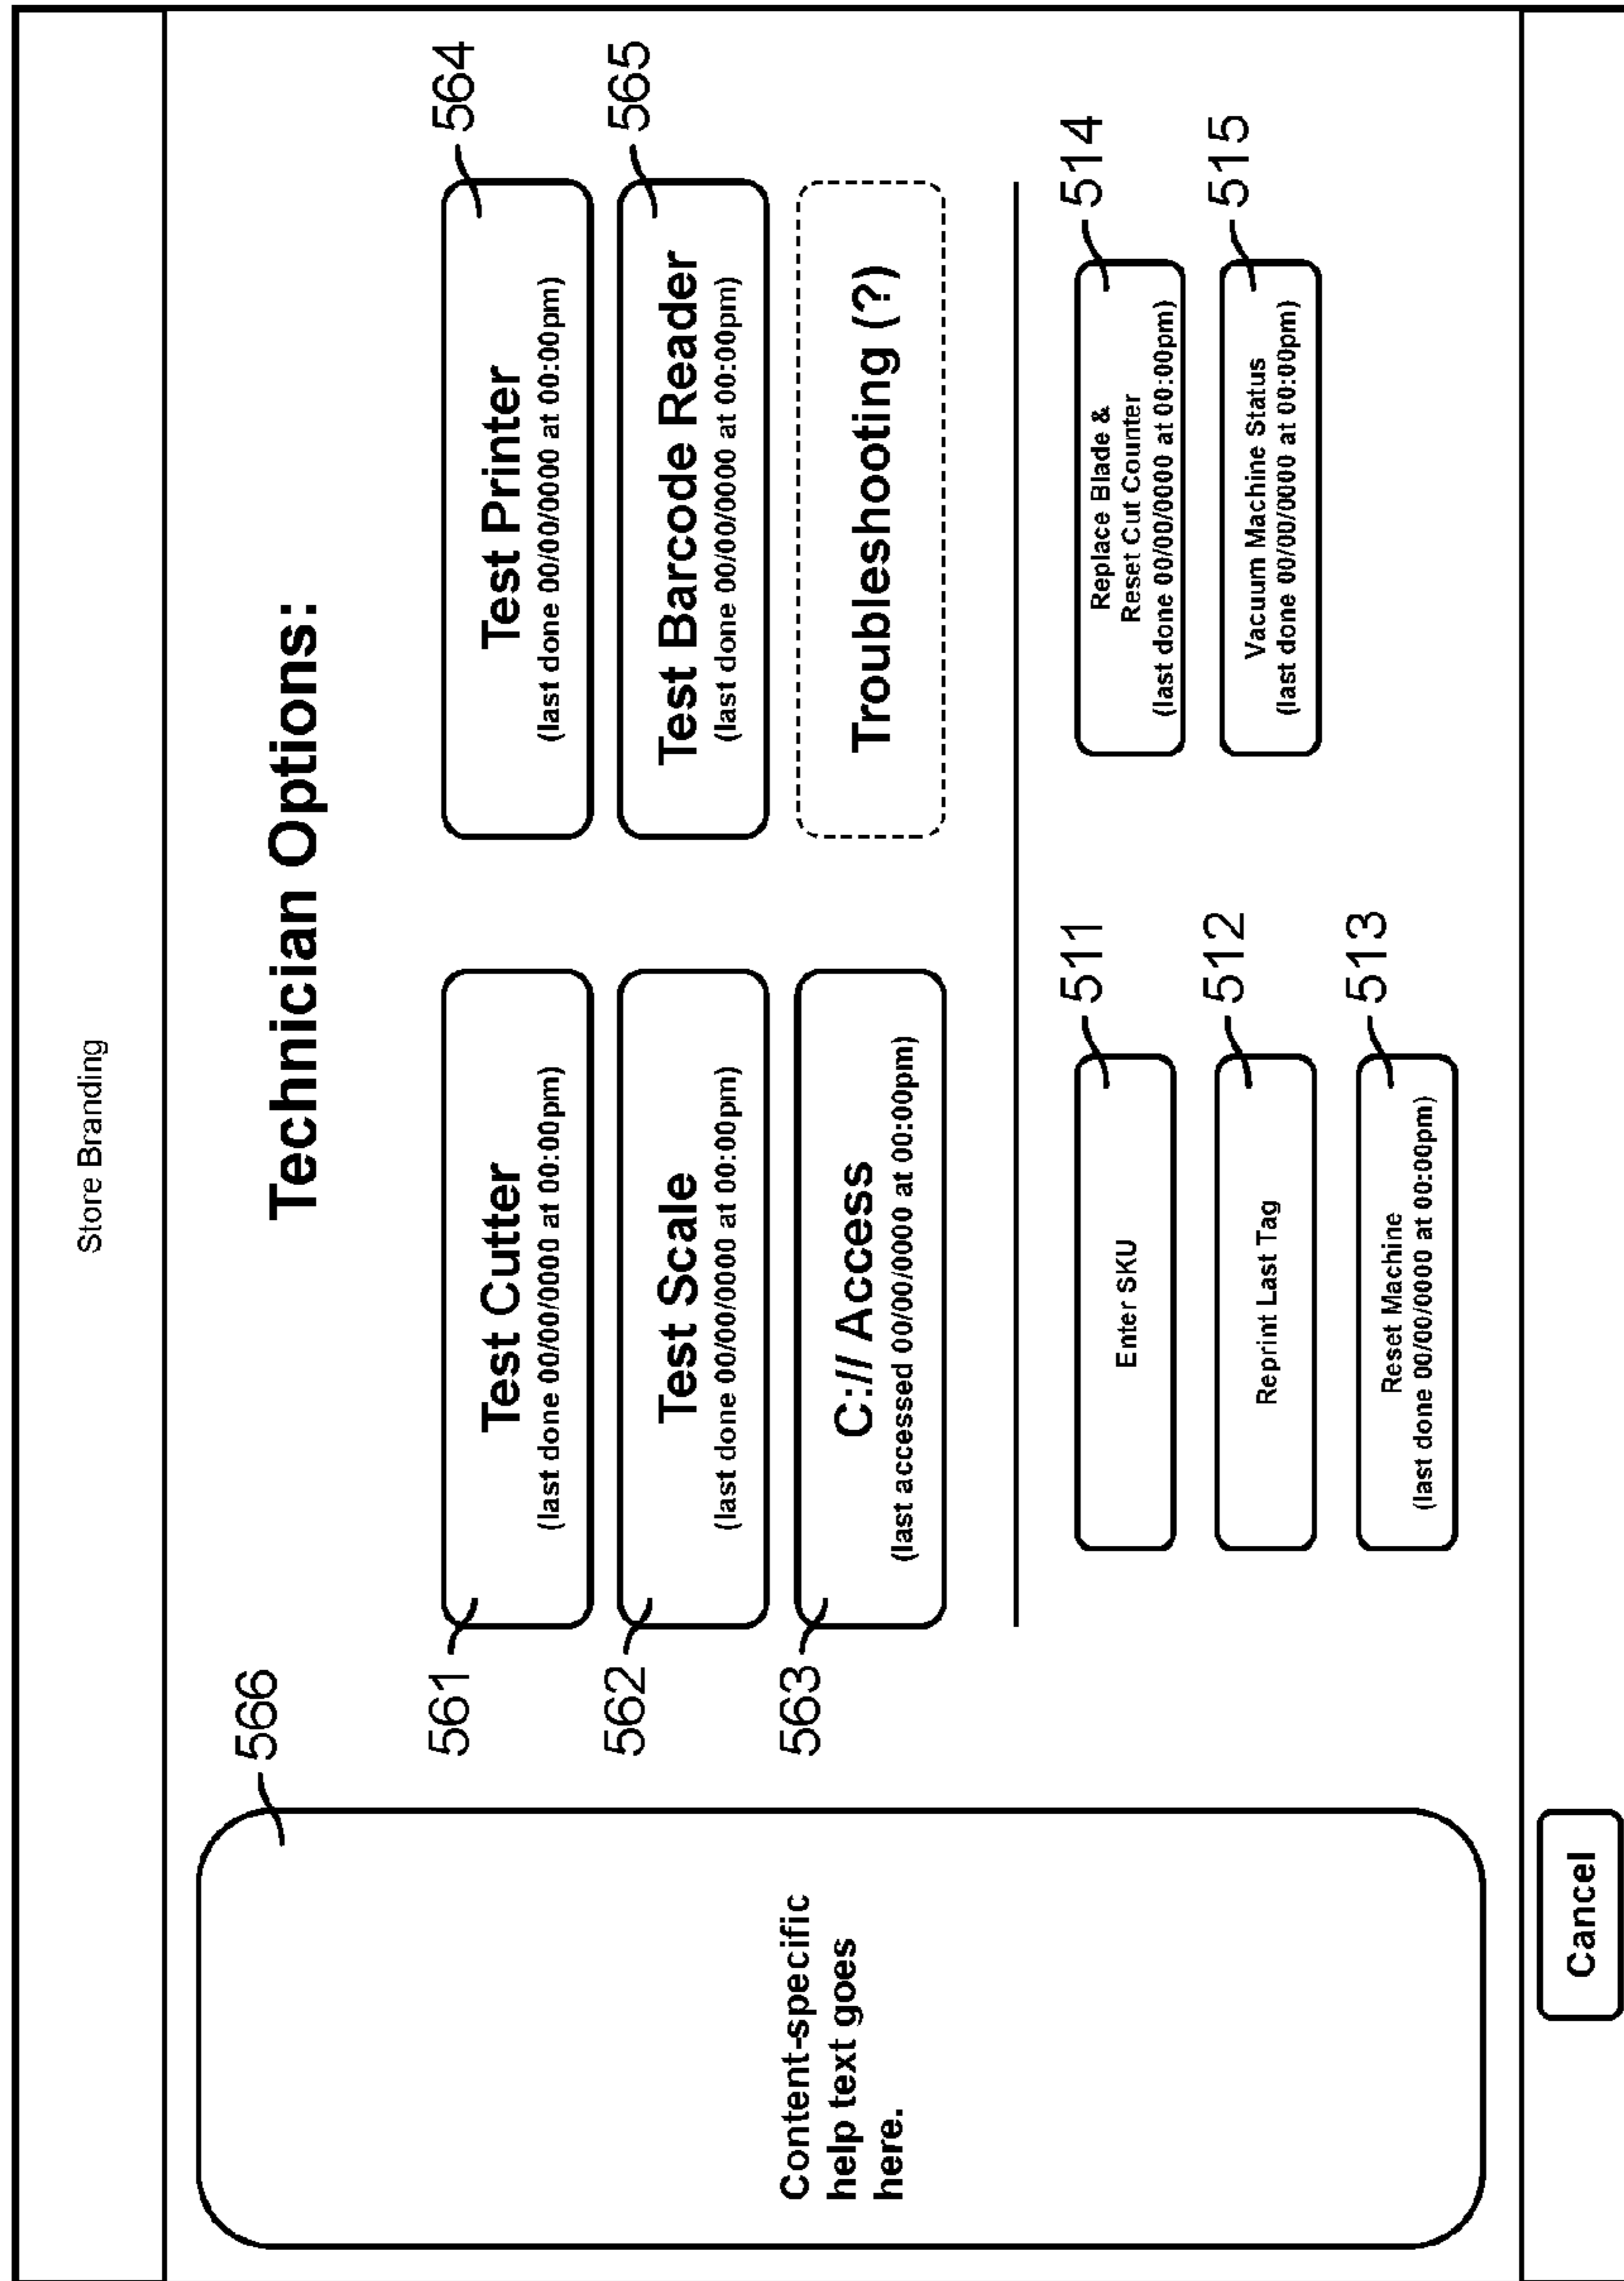 Store Branding
Technician Options:
566
Content-specific
help text goes
here.
561
Test Cutter
(last done 00/00/0000 at 00:00pm)
562
Test Scale
(last done 00/00/0000 at 00:00pm)
563
C:// Access
(last accessed 00/00/0000 at 00:00pm)
564
Test Printer
(last done 00/00/0000 at 00:00pm)
565
Test Barcode Reader
(last done 00/00/0000 at 00:00pm)
Troubleshooting (?)
511
Enter SKU
512
Reprint Last Tag
513
Reset Machine
(last done 00/00/0000 at 00:00pm)
514
Replace Blade &
Reset Cut Counter
(last done 00/00/0000 at 00:00pm)
515
Vacuum Machine Status
(last done 00/00/0000 at 00:00pm)
Cancel